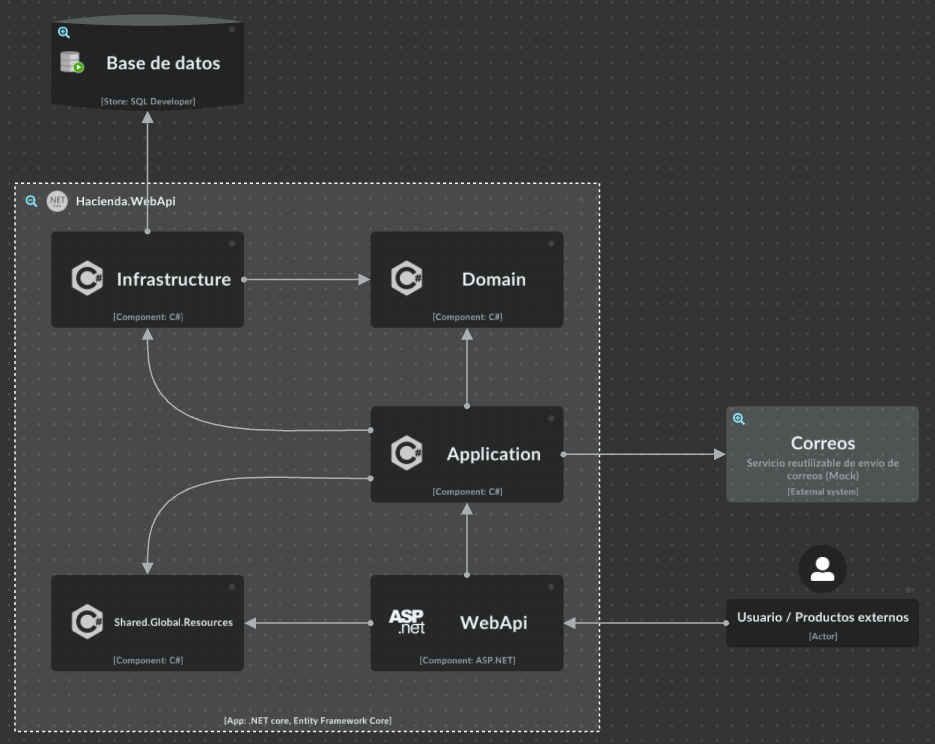 Base de datos
[Store: SQL Developer]
NET
Core
Hacienda.WebApi
C#
Infrastructure
[Component: C#]
C#
Domain
[Component: C#]
C#
Application
[Component: C#]
Correos
Servicio reutilizable de envío de
correos (Mock)
[External system]
C#
Shared.Global.Resources
[Component: C#]
ASP
.net
WebApi
[Component: ASP.NET]
Usuario / Productos externos
[Actor]
[App: .NET core, Entity Framework Core]